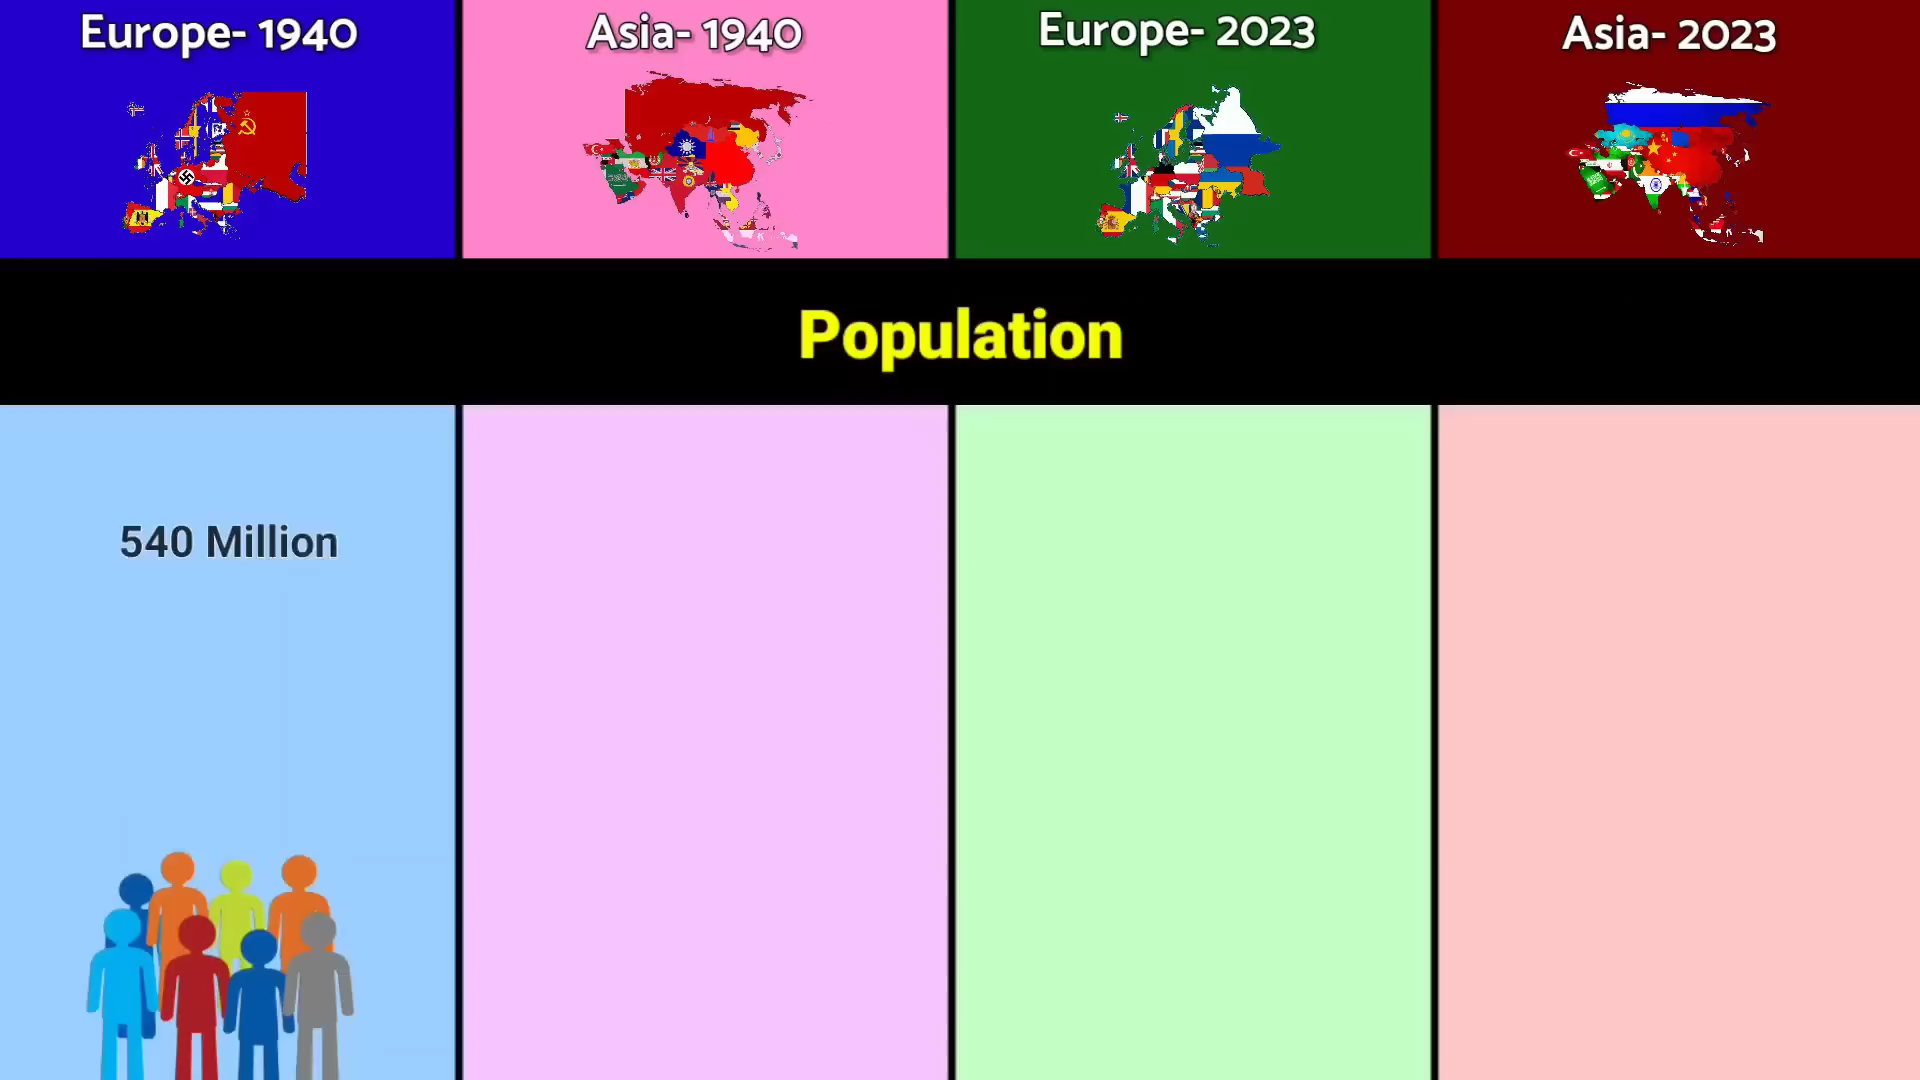 Europe- 1940
Asia- 1940
Europe- 2023
Asia- 2023
Population
540 Million